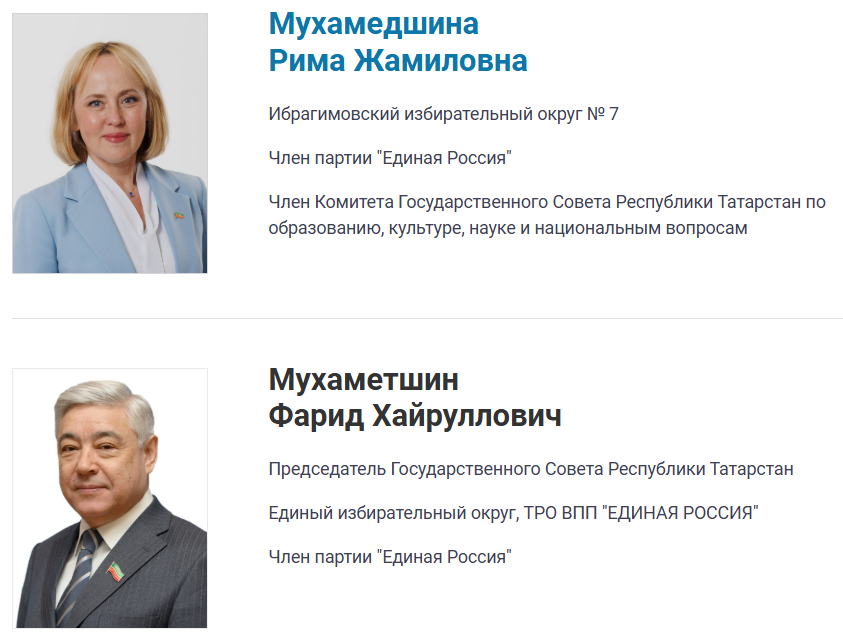 Мухамедшина
Рима Жамиловна
Ибрагимовский избирательный округ № 7
Член партии "Единая Россия"
Член Комитета Государственного Совета Республики Татарстан по
образованию, культуре, науке и национальным вопросам
Мухаметшин
Фарид Хайруллович
Председатель Государственного Совета Республики Татарстан
Единый избирательный округ, ТРО ВПП "ЕДИНАЯ РОССИЯ"
Член партии "Единая Россия"